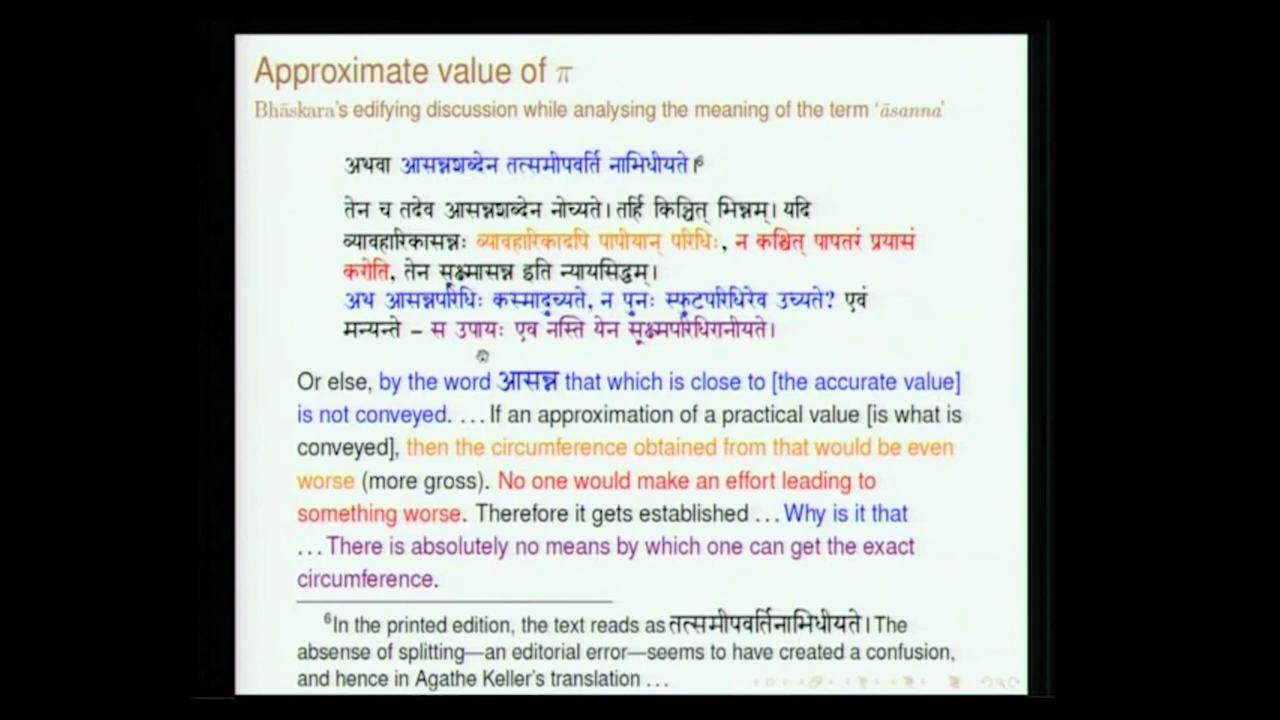 Approximate value of π
Bhāskara's edifying discussion while analysing the meaning of the term 'āsanna'
अथवा आसन्नशब्देन तत्समीपवर्ति नाभिधीयते।⁶
तेन च तदेव आसन्नशब्देन नोच्यते। तर्हि किञ्चित् भिन्नम्। यदि
व्यावहारिकासन्नः व्यावहारिकादपि पापीयान् परिधिः, न कश्चित् पापतरं प्रयासं
करोति, तेन सूक्ष्मासन्न इति न्यायसिद्धम्।
अथ आसन्नपरिधिः कस्मादुच्यते, न पुनः स्फुटपरिधिरेव उच्यते? एवं
मन्यन्ते – स उपायः एव नस्ति येन सूक्ष्मपरिधिरानीयते।
Or else, by the word आसन्न that which is close to [the accurate value]
is not conveyed. ... If an approximation of a practical value [is what is
conveyed], then the circumference obtained from that would be even
worse (more gross). No one would make an effort leading to
something worse. Therefore it gets established ... Why is it that
... There is absolutely no means by which one can get the exact
circumference.
⁶In the printed edition, the text reads as तत्समीपवर्तिनाभिधीयते। The
absence of splitting—an editorial error—seems to have created a confusion,
and hence in Agathe Keller's translation ...